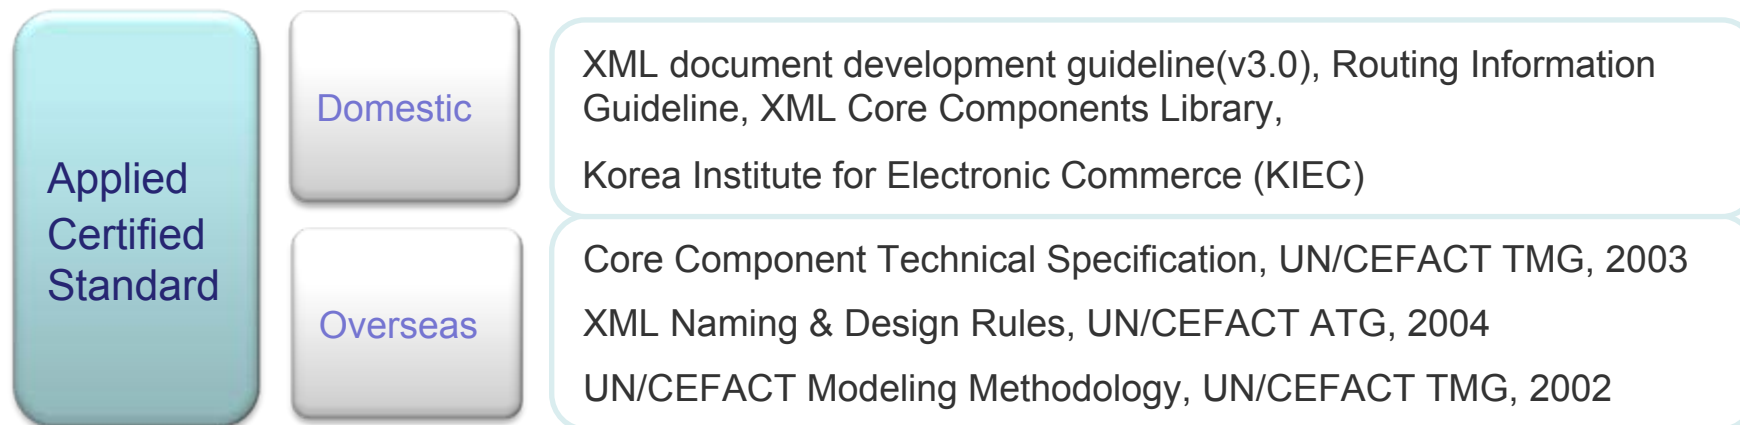 Applied
Certified
Standard
Domestic
XML document development guideline(v3.0), Routing Information
Guideline, XML Core Components Library,
Korea Institute for Electronic Commerce (KIEC)
Overseas
Core Component Technical Specification, UN/CEFACT TMG, 2003
XML Naming & Design Rules, UN/CEFACT ATG, 2004
UN/CEFACT Modeling Methodology, UN/CEFACT TMG, 2002